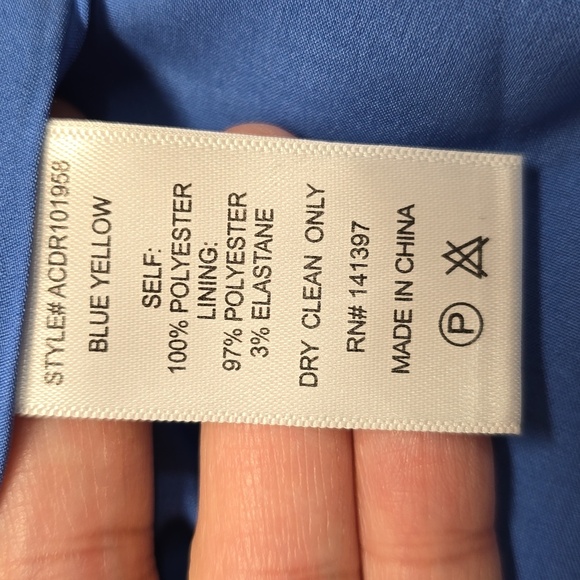 STYLE# ACDR101958
BLUE YELLOW
SELF:
100% POLYESTER
LINING:
97% POLYESTER
3% ELASTANE
DRY CLEAN ONLY
RN# 141397
MADE IN CHINA
P